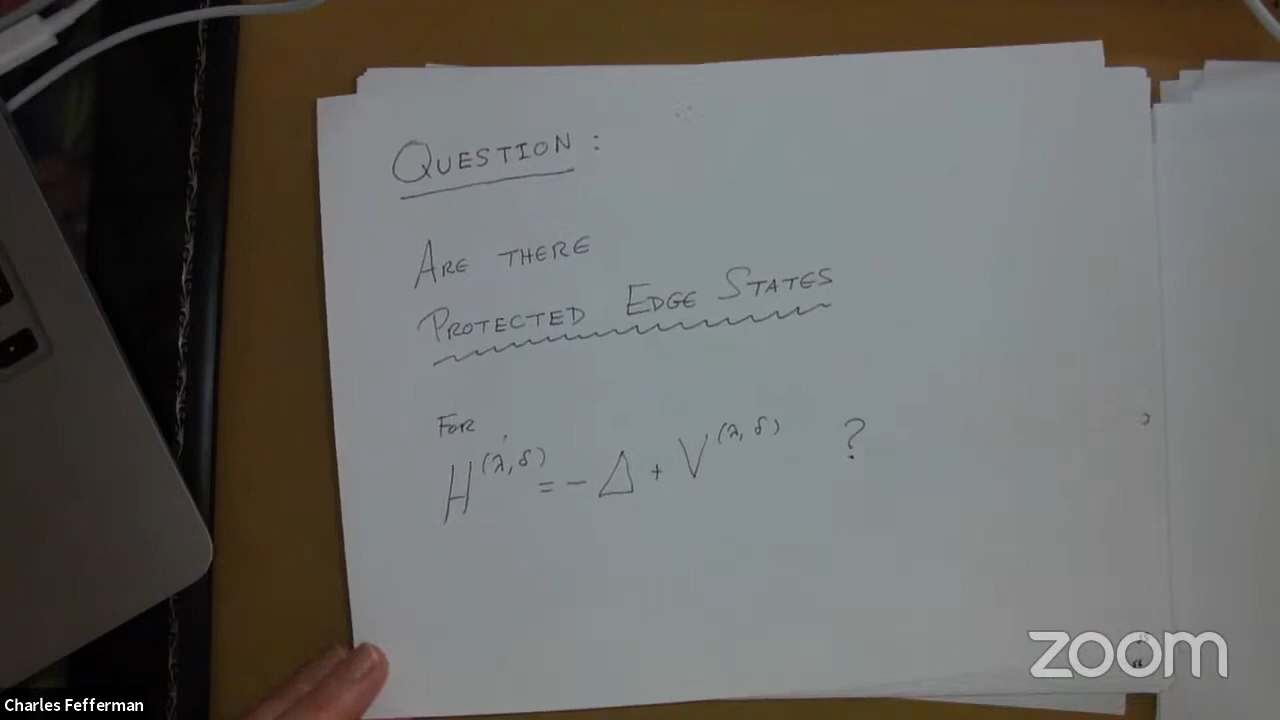 QUESTION:
ARE THERE
PROTECTED EDGE STATES
FOR
H^(λ,δ) = -Δ + V^(λ,δ) ?
zoom
Charles Fefferman